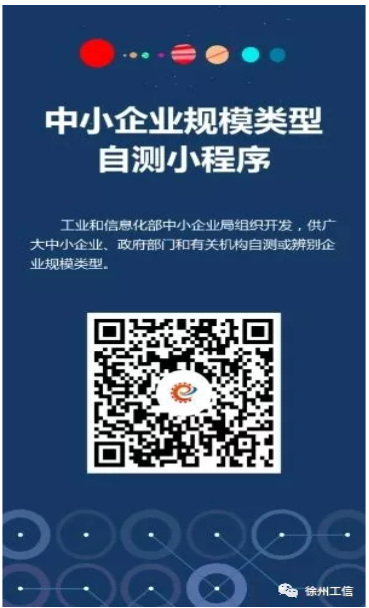 中小企业规模类型
自测小程序
工业和信息化部中小企业局组织开发，供广
大中小企业、政府部门和有关机构自测或辨别企
业规模类型。
徐州工信